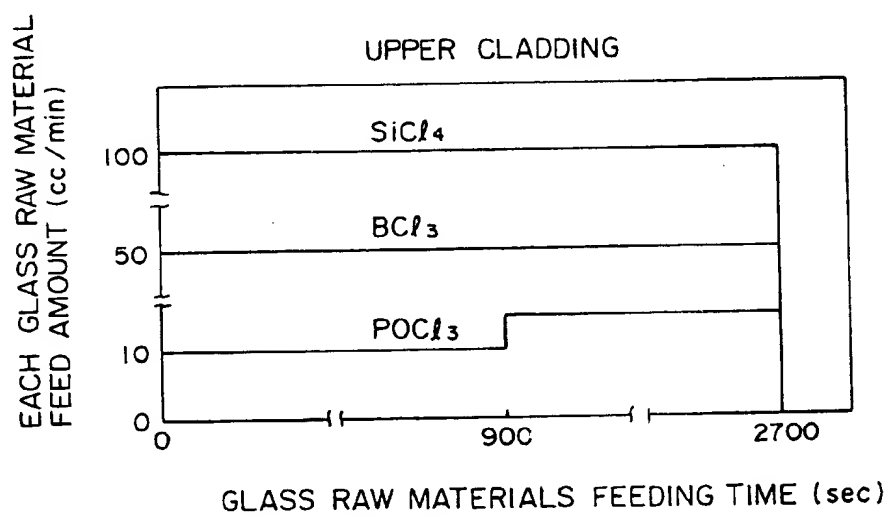 UPPER CLADDING
EACH GLASS RAW MATERIAL
FEED AMOUNT (cc/min)
SiCl4
100
BCl3
50
POCl3
10
0
0 900 2700
GLASS RAW MATERIALS FEEDING TIME (sec)